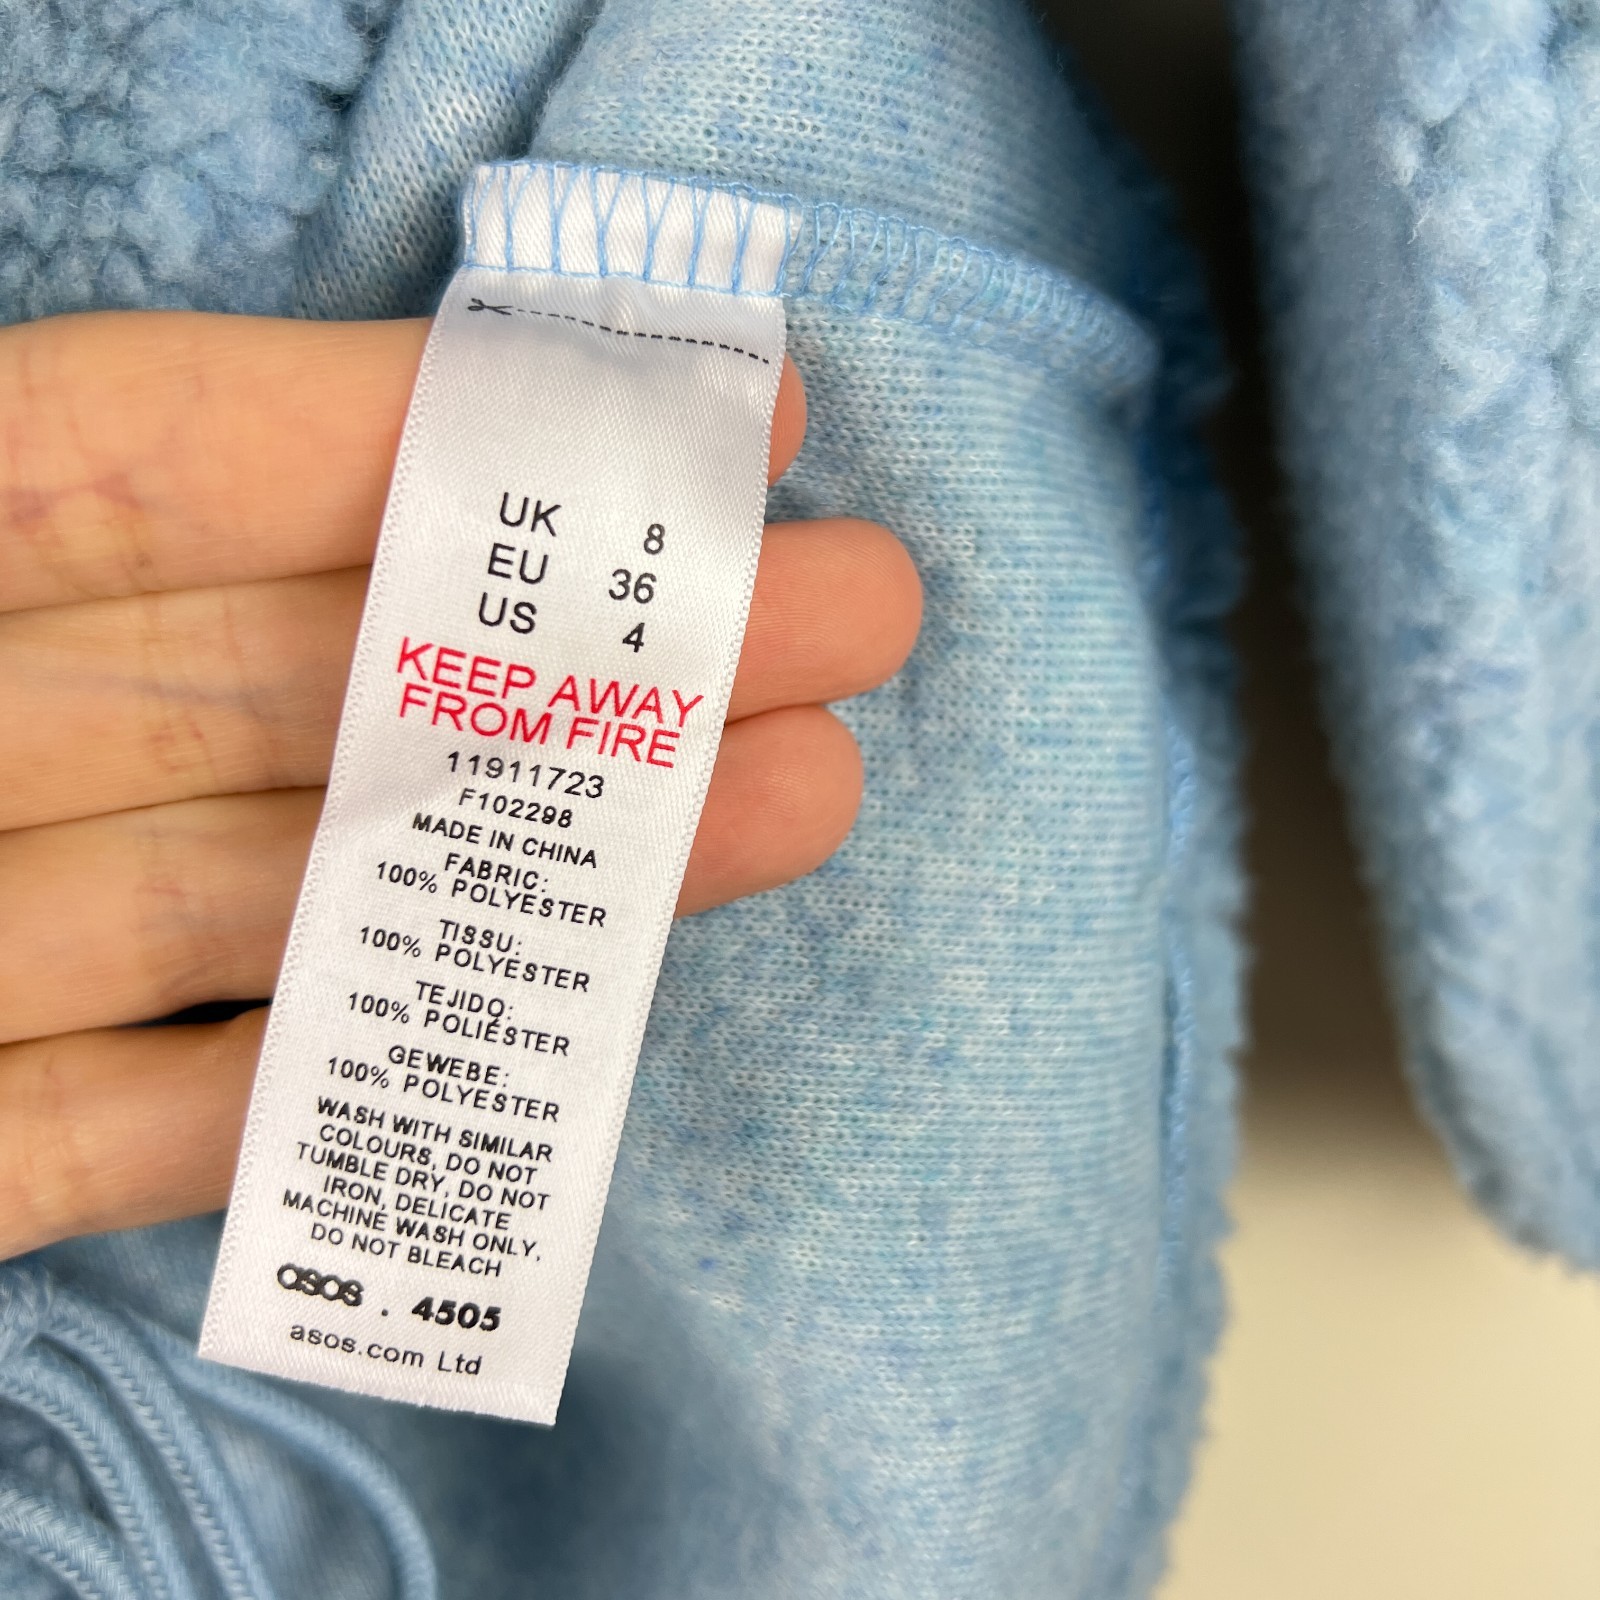 UK 8
EU 36
US 4
KEEP AWAY
FROM FIRE
11911723
F102298
MADE IN CHINA
FABRIC:
100% POLYESTER
TISSU:
100% POLYESTER
TEJIDO:
100% POLIÉSTER
GEWEBE:
100% POLYESTER
WASH WITH SIMILAR
COLOURS, DO NOT
TUMBLE DRY, DO NOT
IRON, DELICATE
MACHINE WASH ONLY,
DO NOT BLEACH
asos . 4505
asos.com Ltd